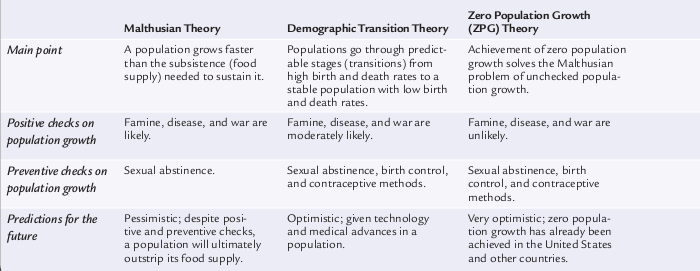 Malthusian Theory
Demographic Transition Theory
Zero Population Growth
(ZPG) Theory
Main point
A population grows faster
than the subsistence (food
supply) needed to sustain it.
Populations go through predict-
able stages (transitions) from
high birth and death rates to a
stable population with low birth
and death rates.
Achievement of zero population
growth solves the Malthusian
problem of unchecked popula-
tion growth.
Positive checks on
population growth
Famine, disease, and war are
likely.
Famine, disease, and war are
moderately likely.
Famine, disease, and war are
unlikely.
Preventive checks on
population growth
Sexual abstinence.
Sexual abstinence, birth control,
and contraceptive methods.
Sexual abstinence, birth
control, and contraceptive
methods.
Predictions for the
future
Pessimistic; despite posi-
tive and preventive checks,
a population will ultimately
outstrip its food supply.
Optimistic; given technology
and medical advances in a
population.
Very optimistic; zero popula-
tion growth has already been
achieved in the United States
and other countries.